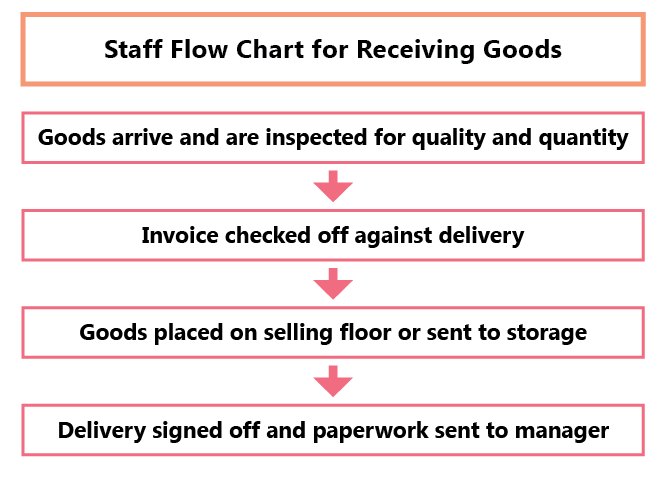 Staff Flow Chart for Receiving Goods
Goods arrive and are inspected for quality and quantity
Invoice checked off against delivery
Goods placed on selling floor or sent to storage
Delivery signed off and paperwork sent to manager